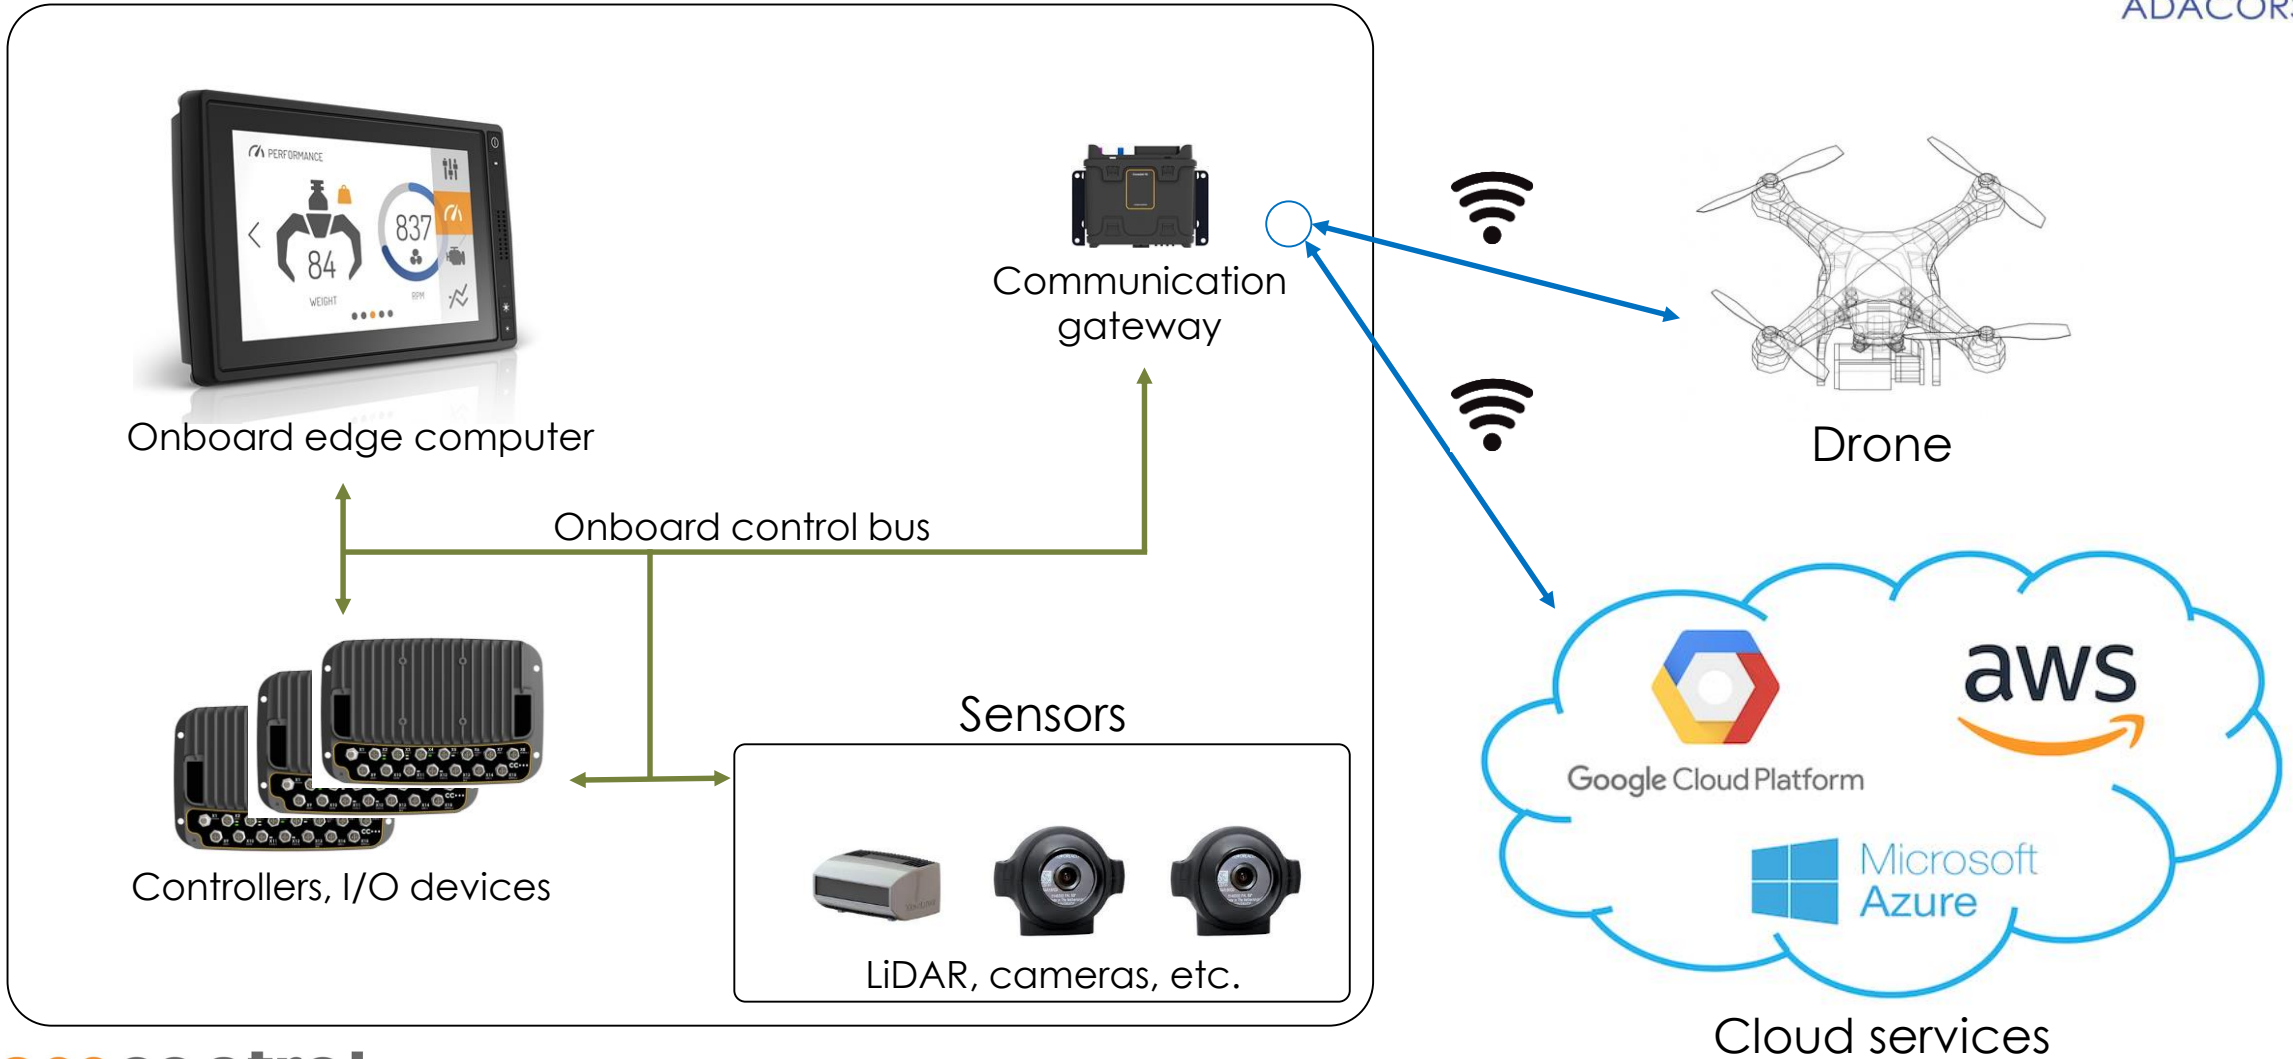 ADACORS
PERFORMANCE
84
WEIGHT
837
RPM
Onboard edge computer
Communication
gateway
Drone
Onboard control bus
Controllers, I/O devices
Sensors
LiDAR, cameras, etc.
Google Cloud Platform
aws
Microsoft
Azure
Cloud services